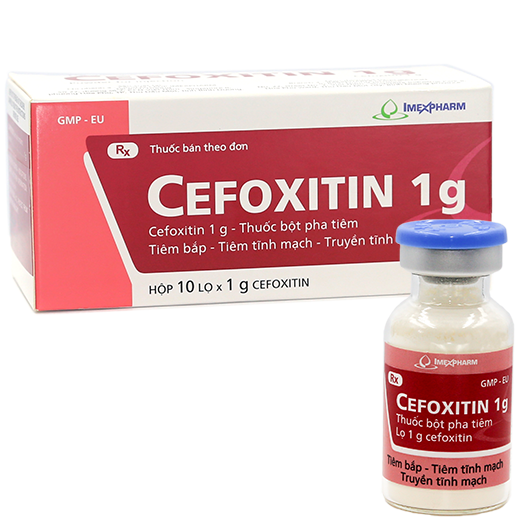 CEFOXITIN 1g
GMP - EU
IMEXPHARM
Rx Thuốc bán theo đơn
CEFOXITIN 1g
Cefoxitin 1 g - Thuốc bột pha tiêm
Tiêm bắp - Tiêm tĩnh mạch - Truyền tĩnh
HỘP 10 LỌ x 1 g CEFOXITIN
IMEXPHARM
Rx
GMP - EU
CEFOXITIN 1g
Thuốc bột pha tiêm
Lọ 1 g cefoxitin
Tiêm bắp - Tiêm tĩnh mạch
Truyền tĩnh mạch